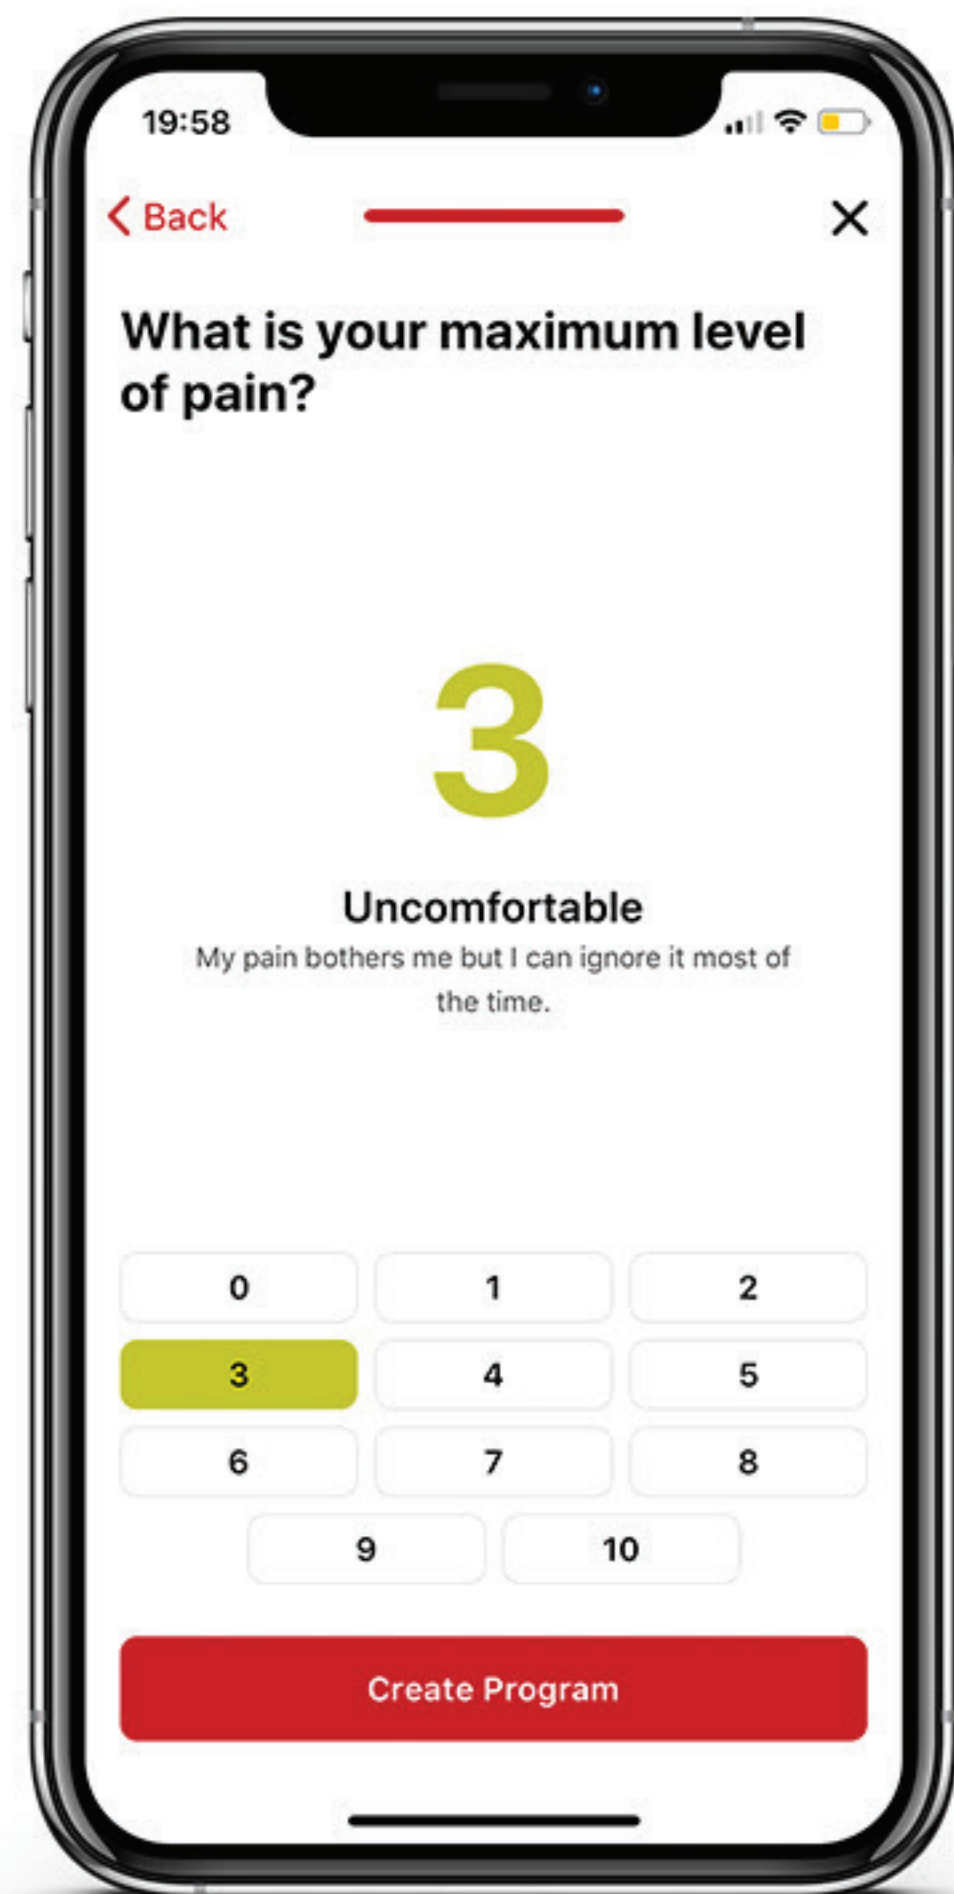 19:58
Back
What is your maximum level
of pain?
3
Uncomfortable
My pain bothers me but I can ignore it most of
the time.
0 1 2
3 4 5
6 7 8
9 10
Create Program